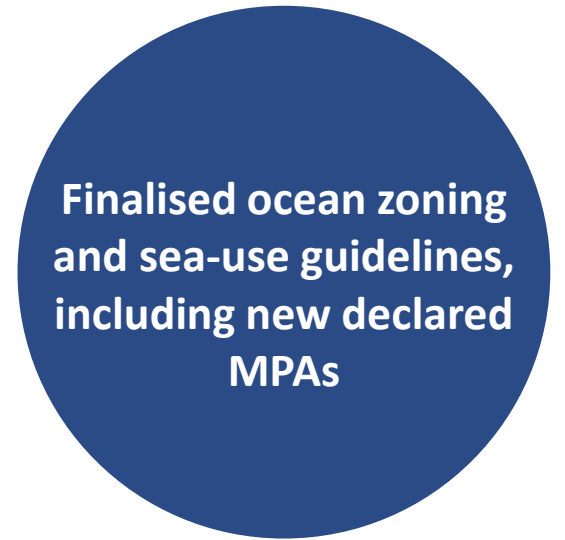 Finalised ocean zoning
and sea-use guidelines,
including new declared
MPAs